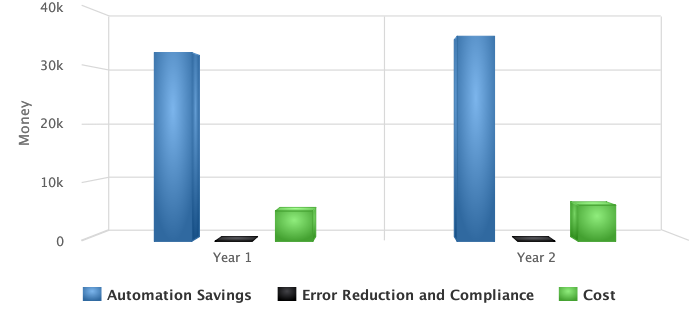 40k
30k
20k
10k
0
Money
Year 1
Year 2
Automation Savings
Error Reduction and Compliance
Cost